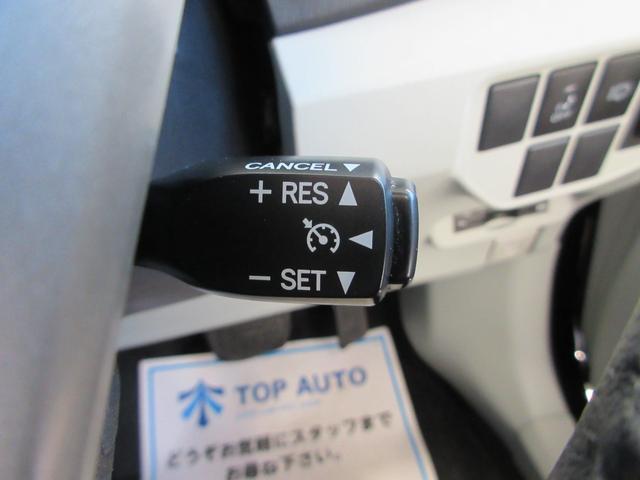 CANCEL▼
+ RES ▲
◀
− SET ▼
TOP AUTO
どうぞお気軽にスタッフまで
お尋ね下さい。